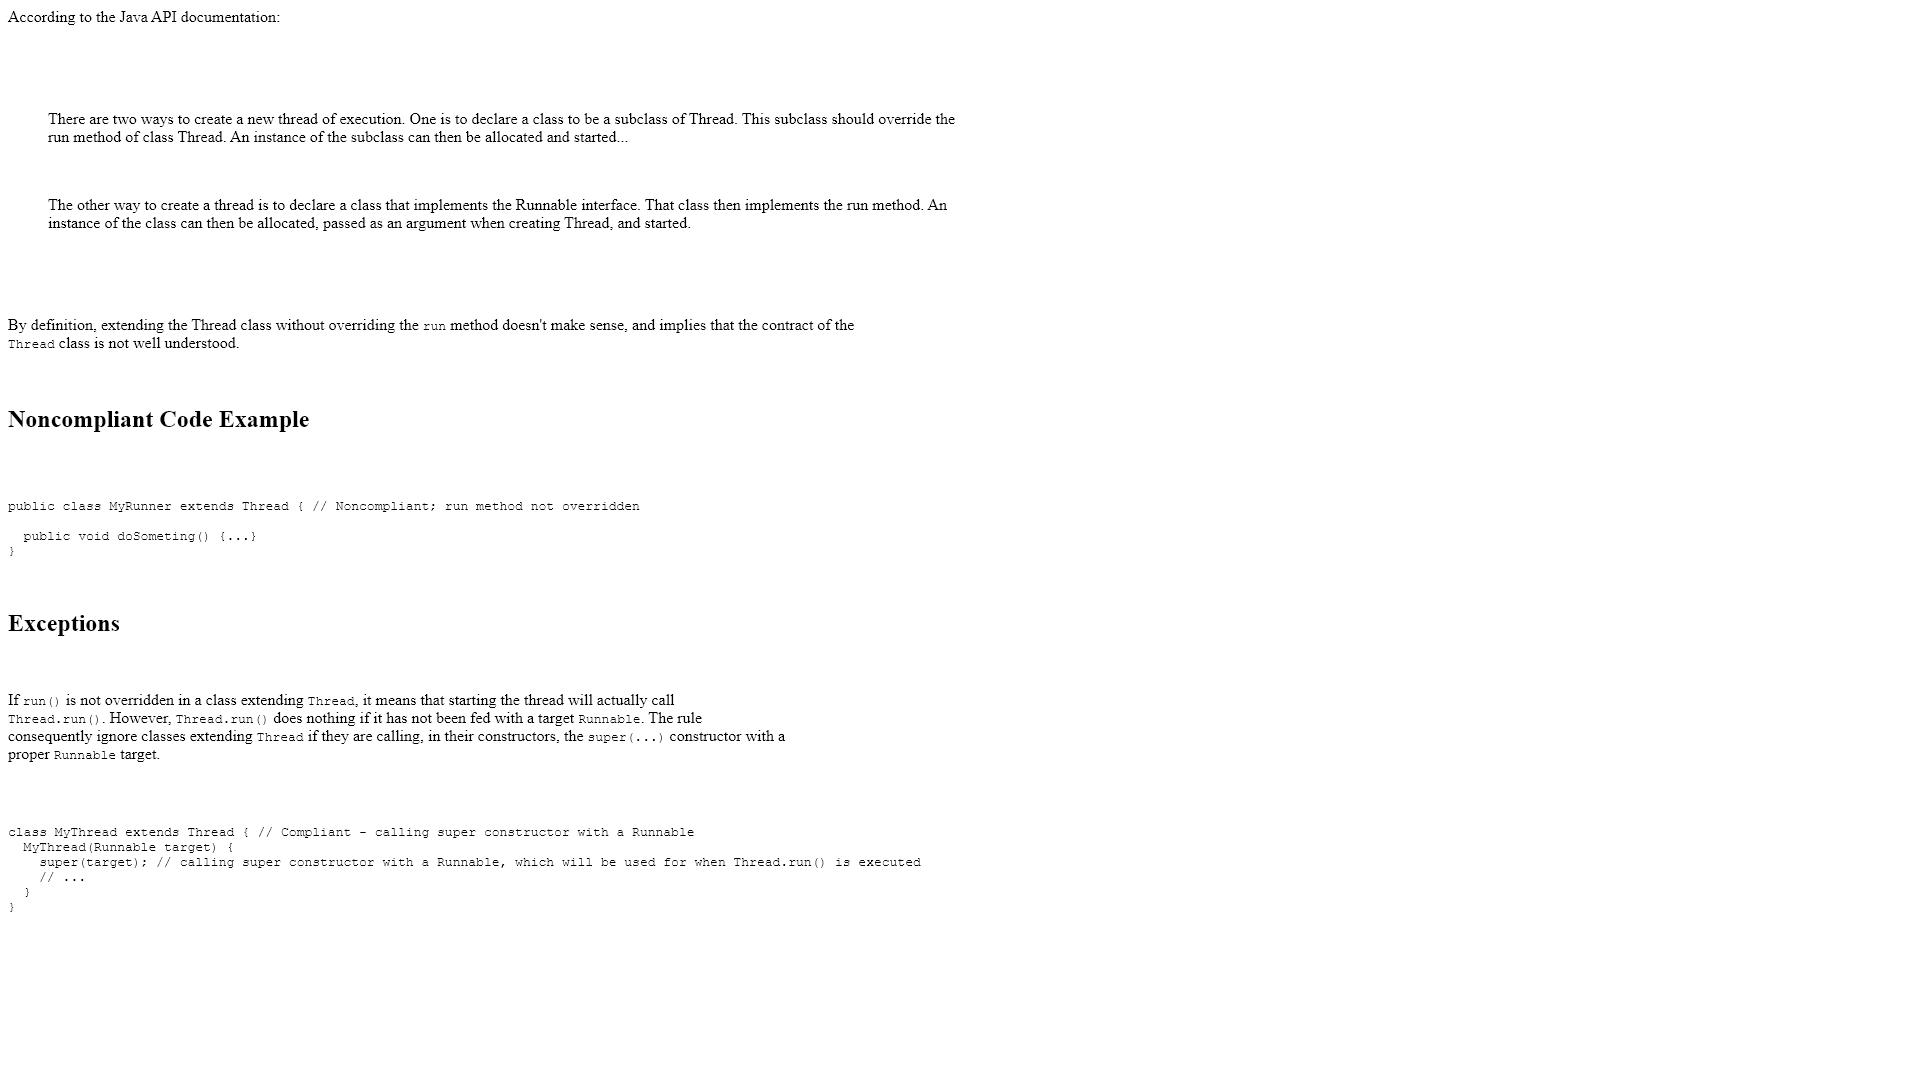 According to the Java API documentation:
There are two ways to create a new thread of execution. One is to declare a class to be a subclass of Thread. This subclass should override the
run method of class Thread. An instance of the subclass can then be allocated and started...
The other way to create a thread is to declare a class that implements the Runnable interface. That class then implements the run method. An
instance of the class can then be allocated, passed as an argument when creating Thread, and started.
By definition, extending the Thread class without overriding the run method doesn't make sense, and implies that the contract of the
Thread class is not well understood.
Noncompliant Code Example
public class MyRunner extends Thread { // Noncompliant; run method not overridden
  public void doSometing() {...}
}
Exceptions
If run() is not overridden in a class extending Thread, it means that starting the thread will actually call
Thread.run(). However, Thread.run() does nothing if it has not been fed with a target Runnable. The rule
consequently ignore classes extending Thread if they are calling, in their constructors, the super(...) constructor with a
proper Runnable target.
class MyThread extends Thread { // Compliant - calling super constructor with a Runnable
  MyThread(Runnable target) {
    super(target); // calling super constructor with a Runnable, which will be used for when Thread.run() is executed
    // ...
  }
}